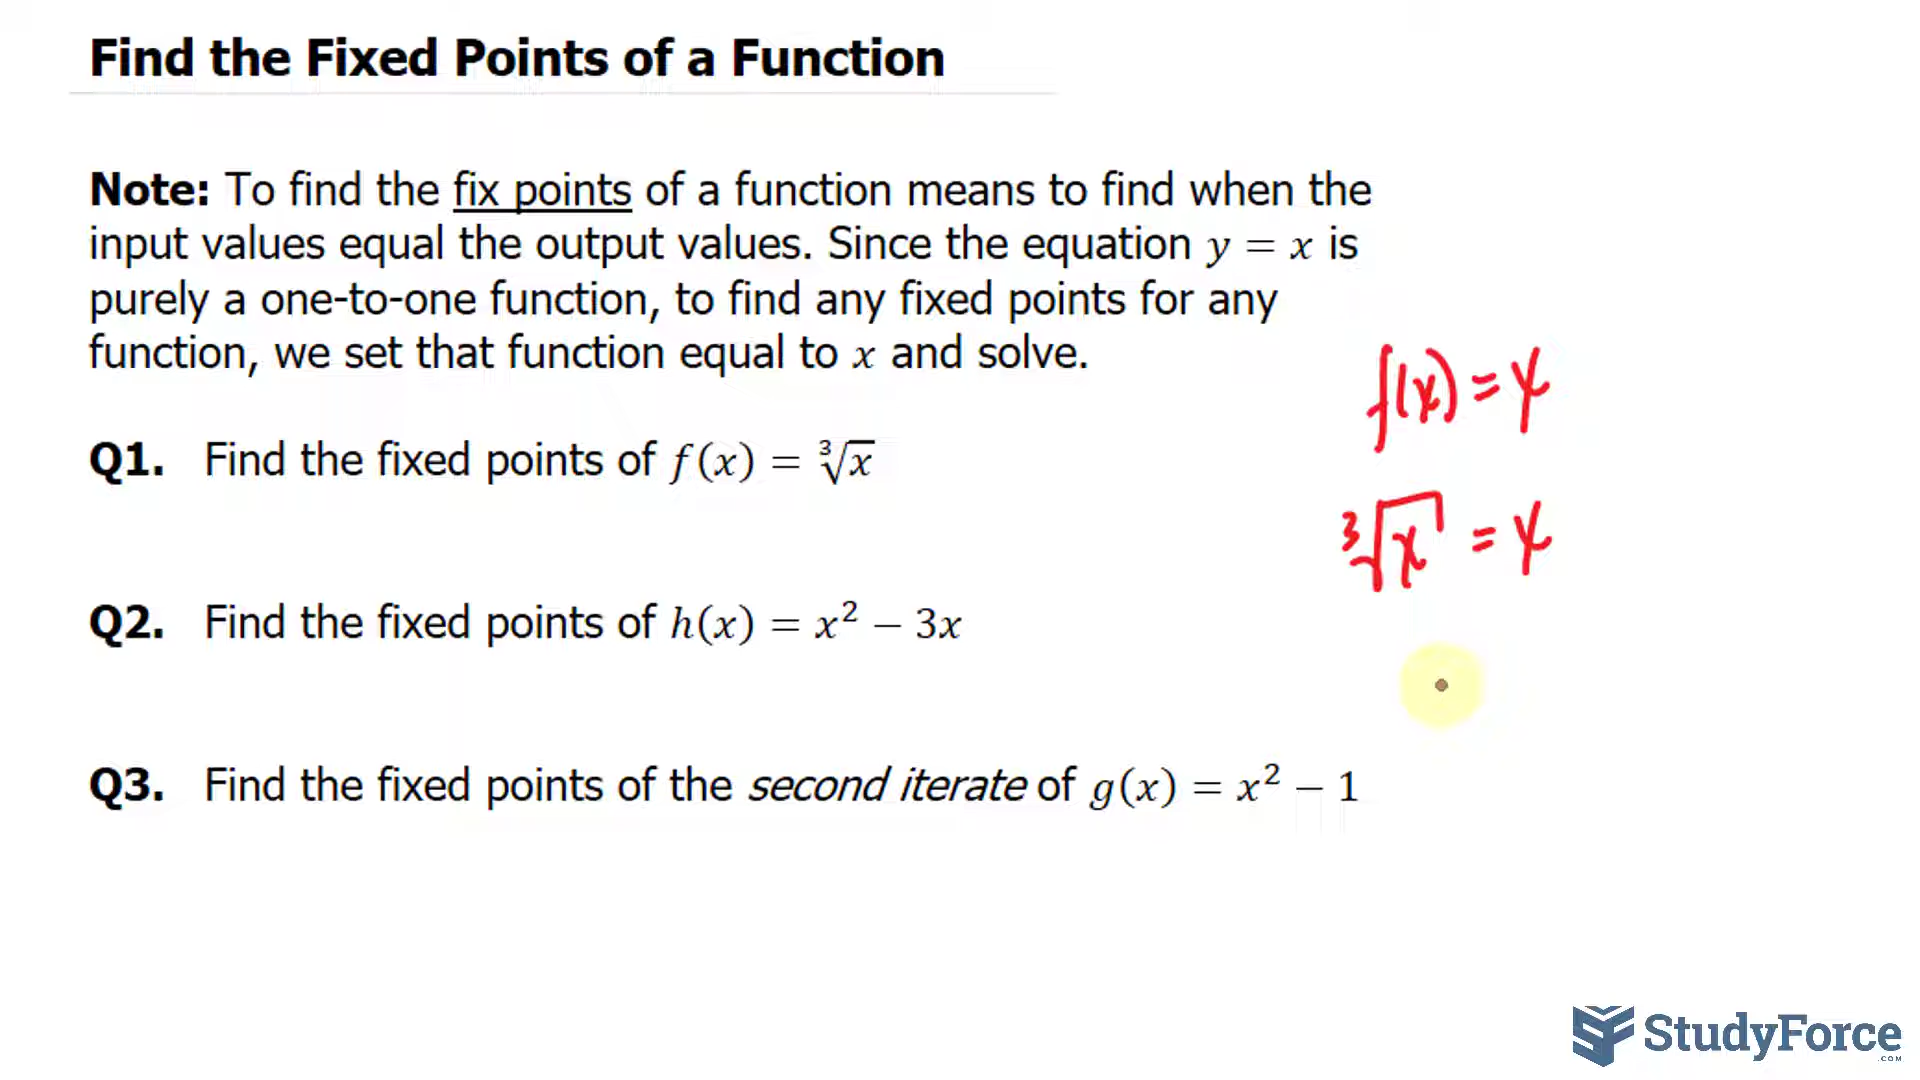 Find the Fixed Points of a Function
Note: To find the fix points of a function means to find when the
input values equal the output values. Since the equation y = x is
purely a one-to-one function, to find any fixed points for any
function, we set that function equal to x and solve.
f(x) = x
Q1. Find the fixed points of f(x) = ∛x
∛x = x
Q2. Find the fixed points of h(x) = x² − 3x
Q3. Find the fixed points of the second iterate of g(x) = x² − 1
StudyForce
.COM